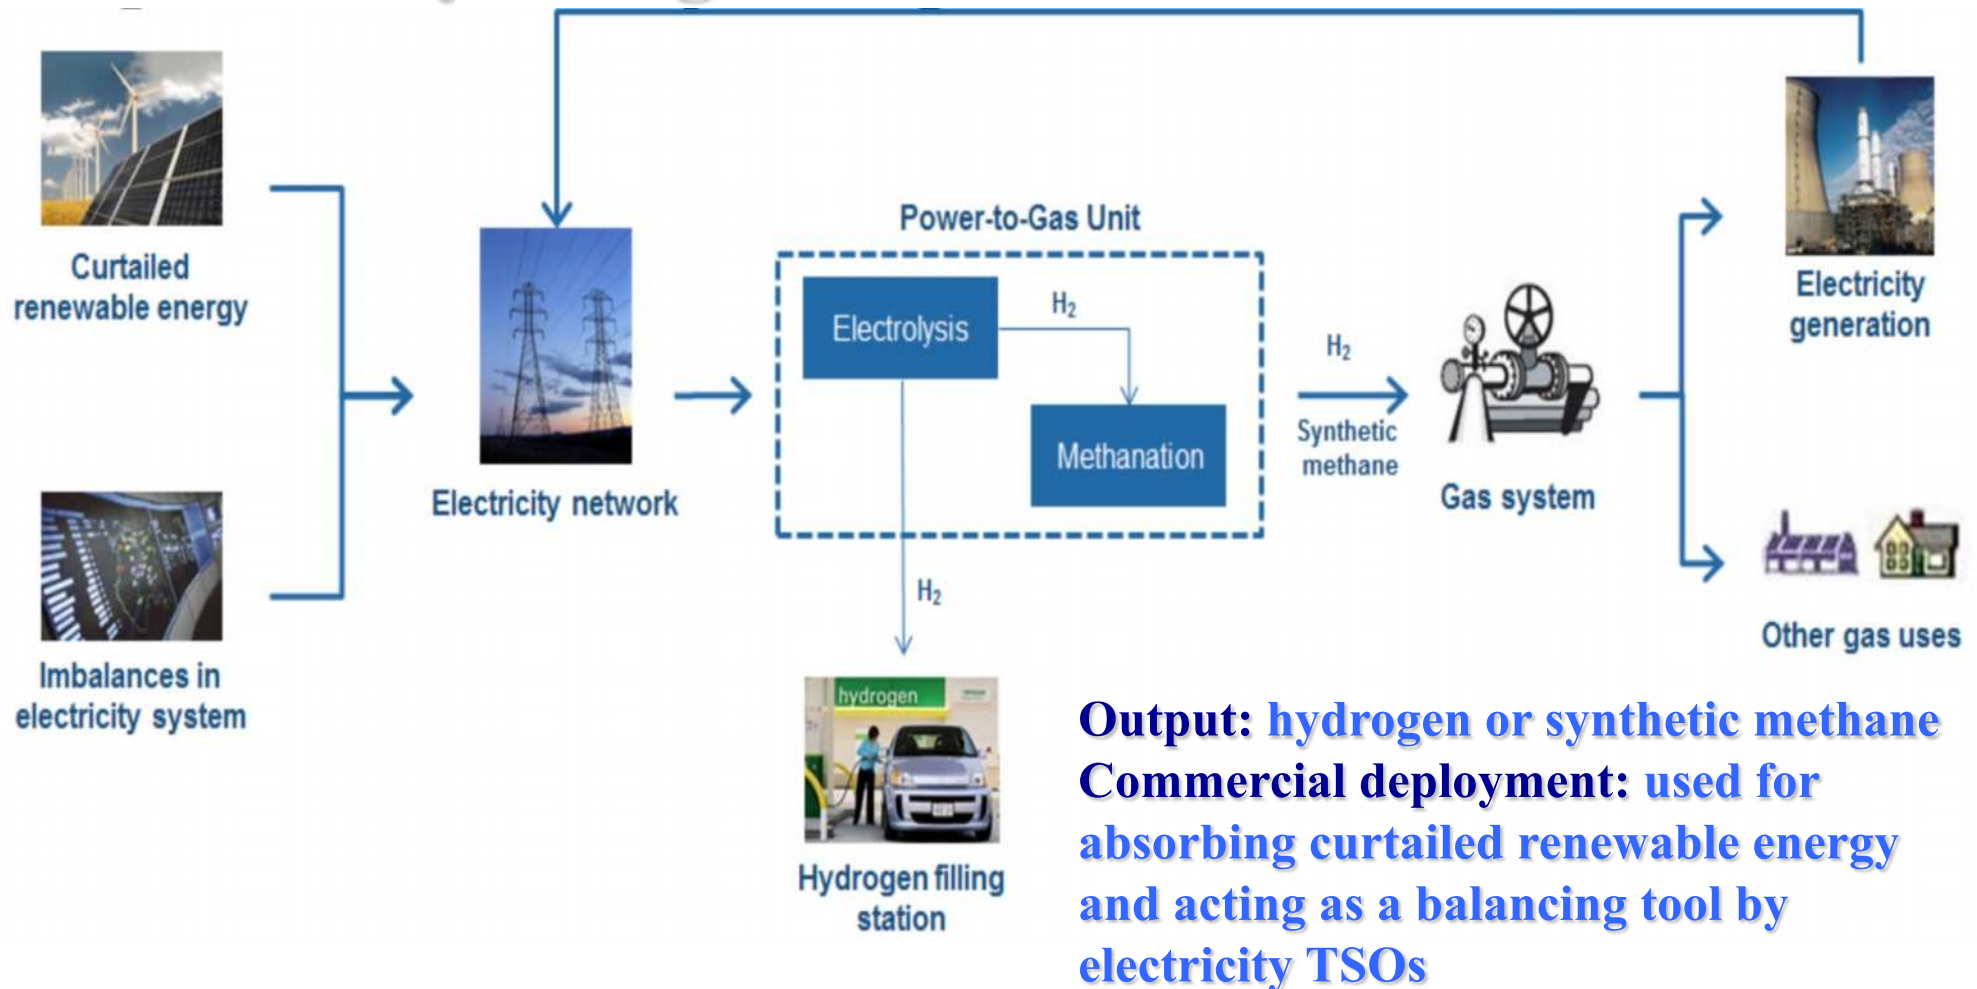 Curtailed
renewable energy
Imbalances in
electricity system
Electricity network
Power-to-Gas Unit
Electrolysis
H₂
Methanation
H₂
hydrogen
Hydrogen filling
station
H₂
Synthetic
methane
Gas system
Electricity
generation
Other gas uses
Output: hydrogen or synthetic methane
Commercial deployment: used for
absorbing curtailed renewable energy
and acting as a balancing tool by
electricity TSOs